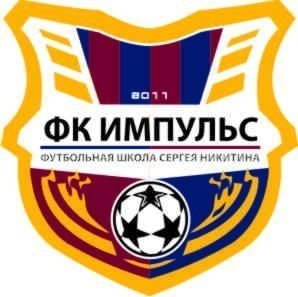 2011
ФК ИМПУЛЬС
ФУТБОЛЬНАЯ ШКОЛА СЕРГЕЯ НИКИТИНА